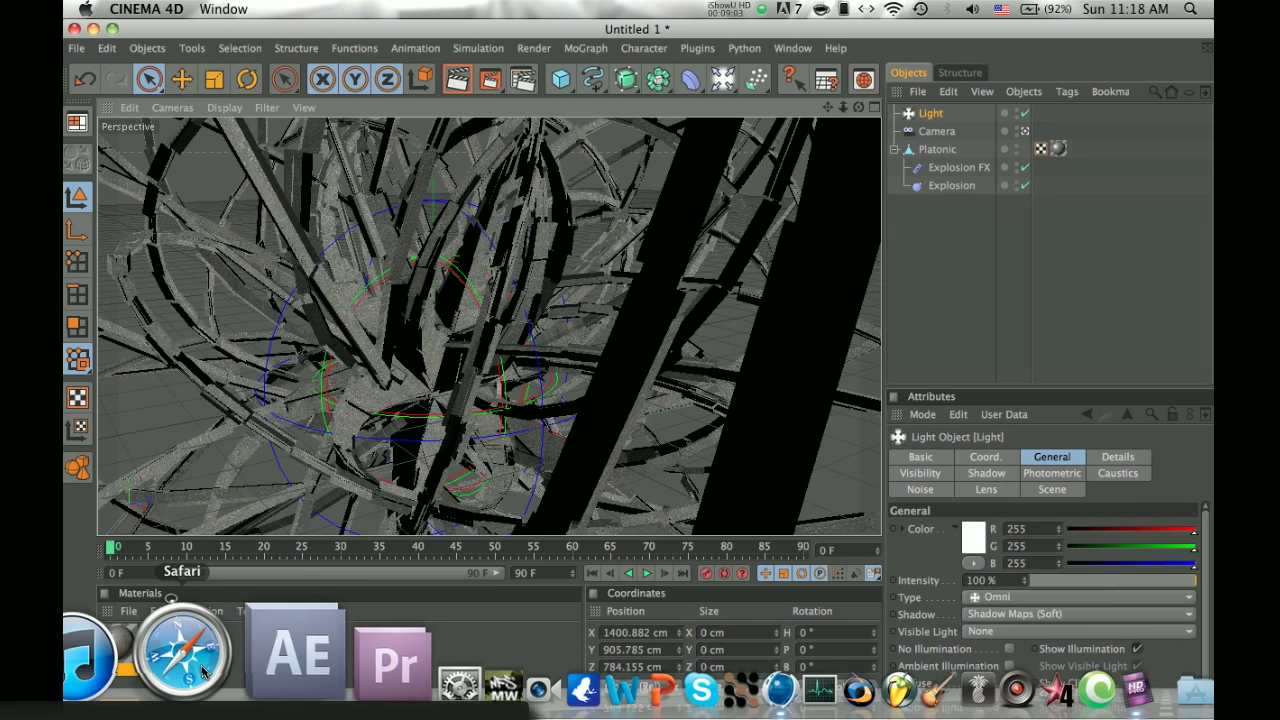 CINEMA 4D Window
iShowU HD
00:09:03
7
(92%) Sun 11:18 AM
Untitled 1 *
File Edit Objects Tools Selection Structure Functions Animation Simulation Render MoGraph Character Plugins Python Window Help
X Y Z
Edit Cameras Display Filter View
Perspective
Objects Structure
File Edit View Objects Tags Bookma
Light
Camera
Platonic
Explosion FX
Explosion
Attributes
Mode Edit User Data
Light Object [Light]
Basic Coord. General Details
Visibility Shadow Photometric Caustics
Noise Lens Scene
General
Color R 255
G 255
B 255
Intensity 100 %
Type Omni
Shadow Shadow Maps (Soft)
Visible Light None
No Illumination Show Illumination
Ambient Illumination Show Visible Light
0 5 10 15 20 25 30 35 40 45 50 55 60 65 70 75 80 85 90 0 F
0 F 90 F 90 F
Safari
Materials
File
Coordinates
Position Size Rotation
X 1400.882 cm X 0 cm H 0 °
Y 905.785 cm Y 0 cm P 0 °
Z 784.155 cm Z 0 cm B 0 °
AE
Pr
MW
4
HD